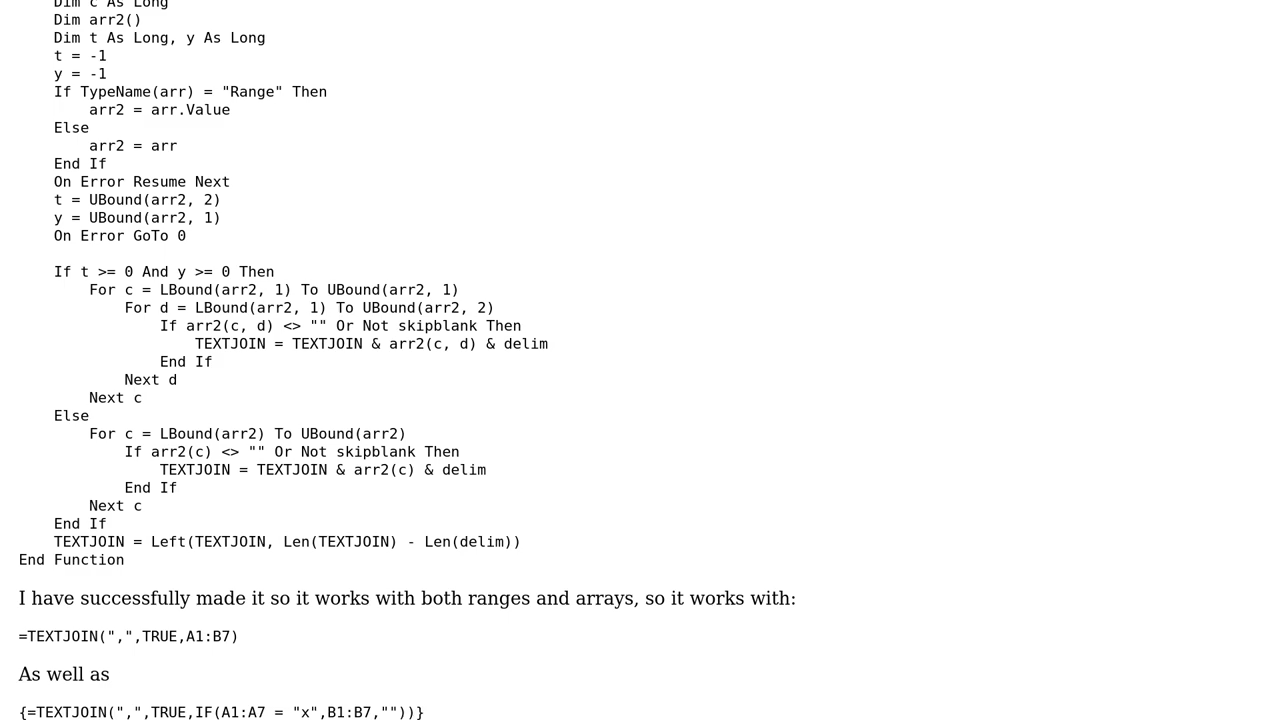 Dim c As Long
Dim arr2()
Dim t As Long, y As Long
t = -1
y = -1
If TypeName(arr) = "Range" Then
arr2 = arr.Value
Else
arr2 = arr
End If
On Error Resume Next
t = UBound(arr2, 2)
y = UBound(arr2, 1)
On Error GoTo 0
If t >= 0 And y >= 0 Then
For c = LBound(arr2, 1) To UBound(arr2, 1)
For d = LBound(arr2, 1) To UBound(arr2, 2)
If arr2(c, d) <> "" Or Not skipblank Then
TEXTJOIN = TEXTJOIN & arr2(c, d) & delim
End If
Next d
Next c
Else
For c = LBound(arr2) To UBound(arr2)
If arr2(c) <> "" Or Not skipblank Then
TEXTJOIN = TEXTJOIN & arr2(c) & delim
End If
Next c
End If
TEXTJOIN = Left(TEXTJOIN, Len(TEXTJOIN) - Len(delim))
End Function
I have successfully made it so it works with both ranges and arrays, so it works with:
=TEXTJOIN(",",TRUE,A1:B7)
As well as
{=TEXTJOIN(",",TRUE,IF(A1:A7 = "x",B1:B7,""))}